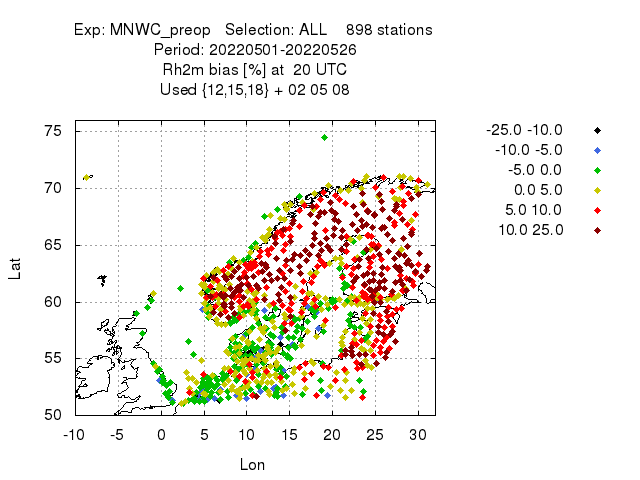 Exp: MNWC_preop   Selection: ALL    898 stations
Period: 20220501-20220526
Rh2m bias [%] at  20 UTC
Used {12,15,18} + 02 05 08
-25.0 -10.0
-10.0 -5.0
-5.0 0.0
0.0 5.0
5.0 10.0
10.0 25.0
75
70
65
60
55
50
Lat
-10 -5 0 5 10 15 20 25 30
Lon